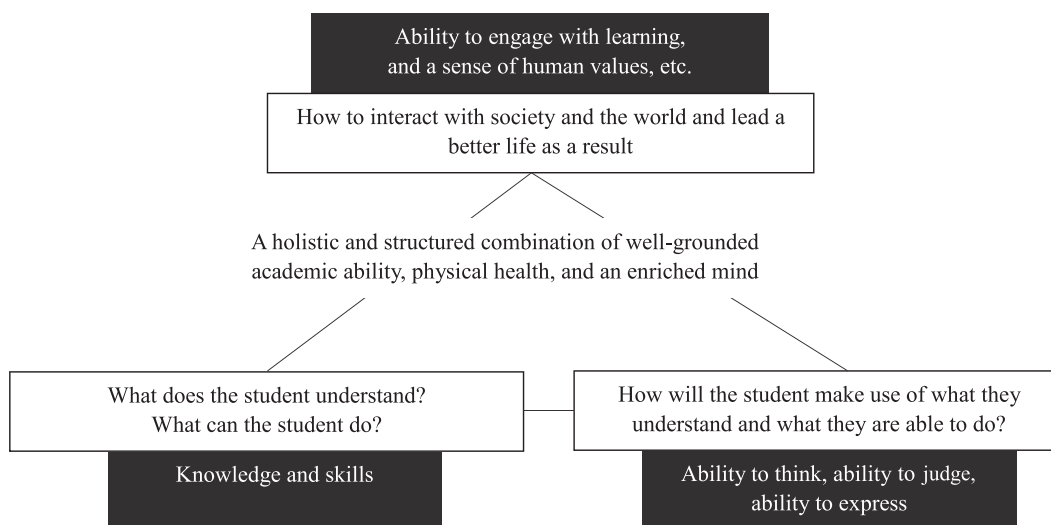 Ability to engage with learning,
and a sense of human values, etc.
How to interact with society and the world and lead a
better life as a result
A holistic and structured combination of well-grounded
academic ability, physical health, and an enriched mind
What does the student understand?
What can the student do?
Knowledge and skills
How will the student make use of what they
understand and what they are able to do?
Ability to think, ability to judge,
ability to express